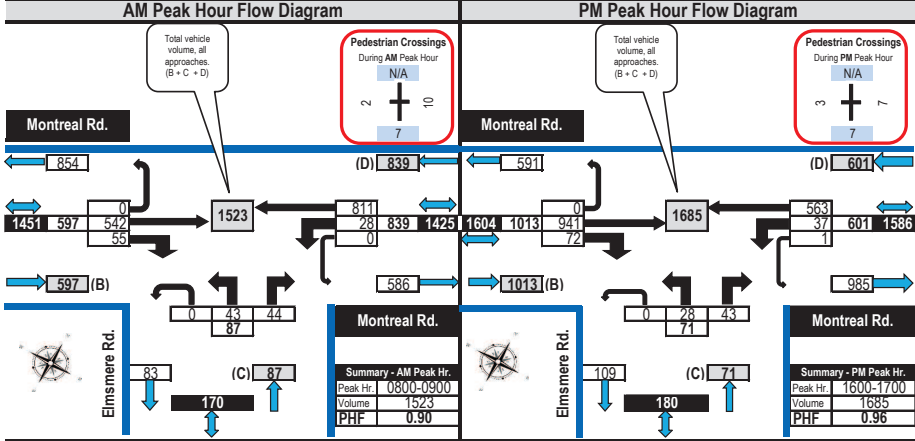 AM Peak Hour Flow Diagram
Total vehicle
volume, all
approaches.
(B + C + D)
Pedestrian Crossings
During AM Peak Hour
N/A
2
10
7
Montreal Rd.
854
(D) 839
0
1523
811
1451 597 542
28 839 1425
55
0
597 (B)
586
0 43 44
87
Montreal Rd.
Elmsmere Rd.
83
(C) 87
170
Summary - AM Peak Hr.
Peak Hr. 0800-0900
Volume 1523
PHF 0.90
PM Peak Hour Flow Diagram
Total vehicle
volume, all
approaches.
(B + C + D)
Pedestrian Crossings
During PM Peak Hour
N/A
3
7
7
Montreal Rd.
591
(D) 601
0
1685
563
1604 1013 941
37 601 1586
72
1
1013 (B)
985
0 28 43
71
Montreal Rd.
Elmsmere Rd.
109
(C) 71
180
Summary - PM Peak Hr.
Peak Hr. 1600-1700
Volume 1685
PHF 0.96